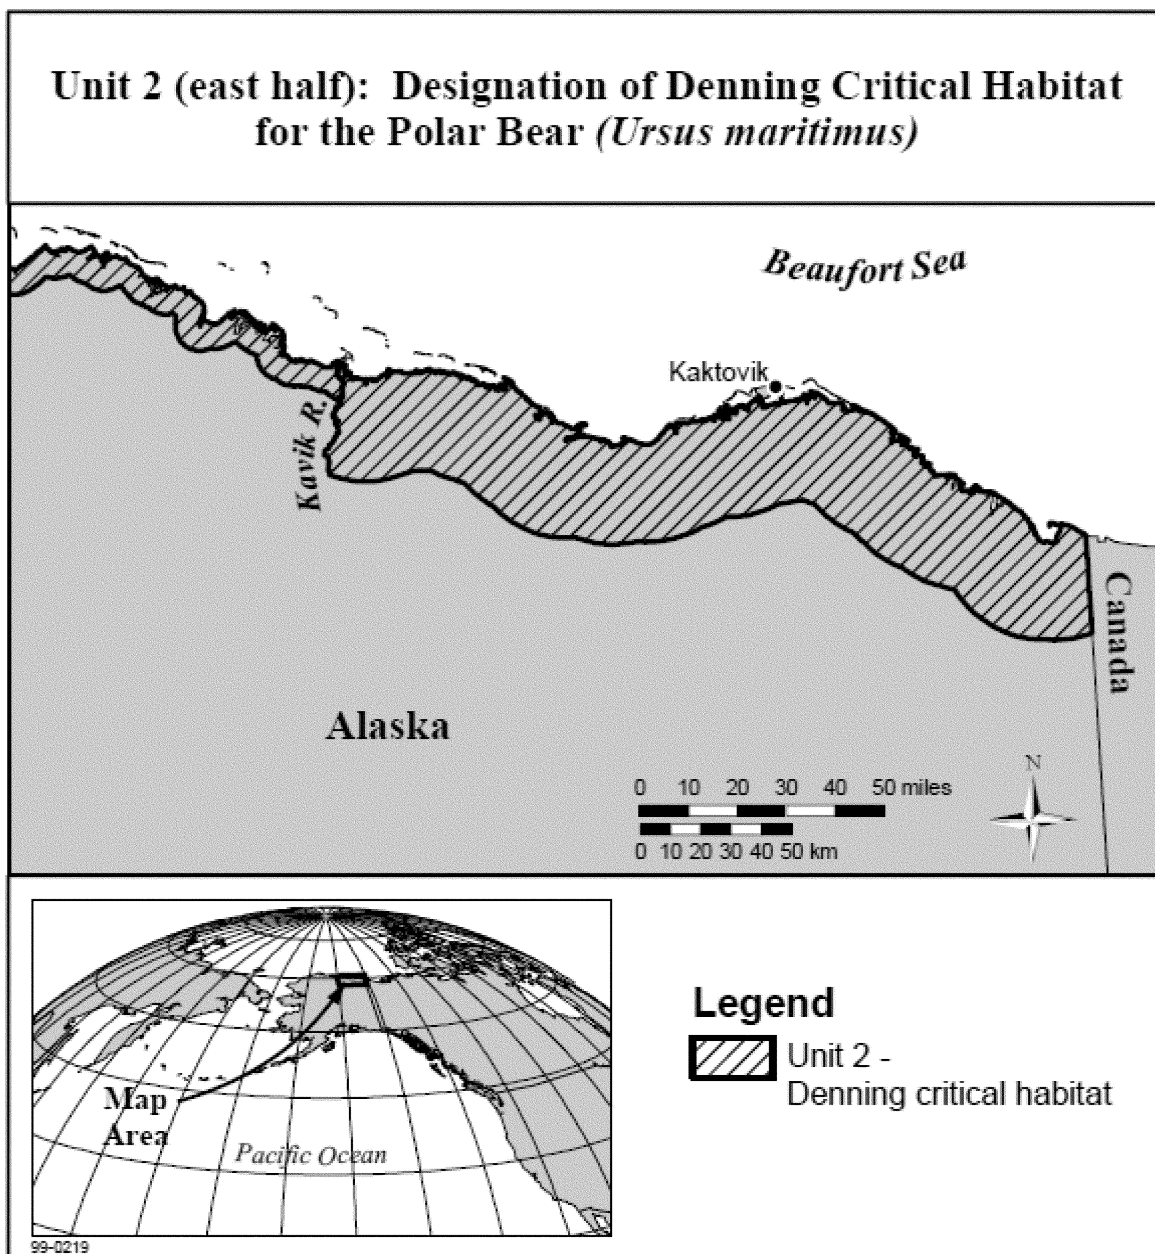 Unit 2 (east half):  Designation of Denning Critical Habitat
for the Polar Bear (Ursus maritimus)
Beaufort Sea
Kaktovik
Kavik R.
Canada
Alaska
N
0 10 20 30 40 50 miles
0 10 20 30 40 50 km
Map
Area
Pacific Ocean
Legend
Unit 2 -
Denning critical habitat
99-0219